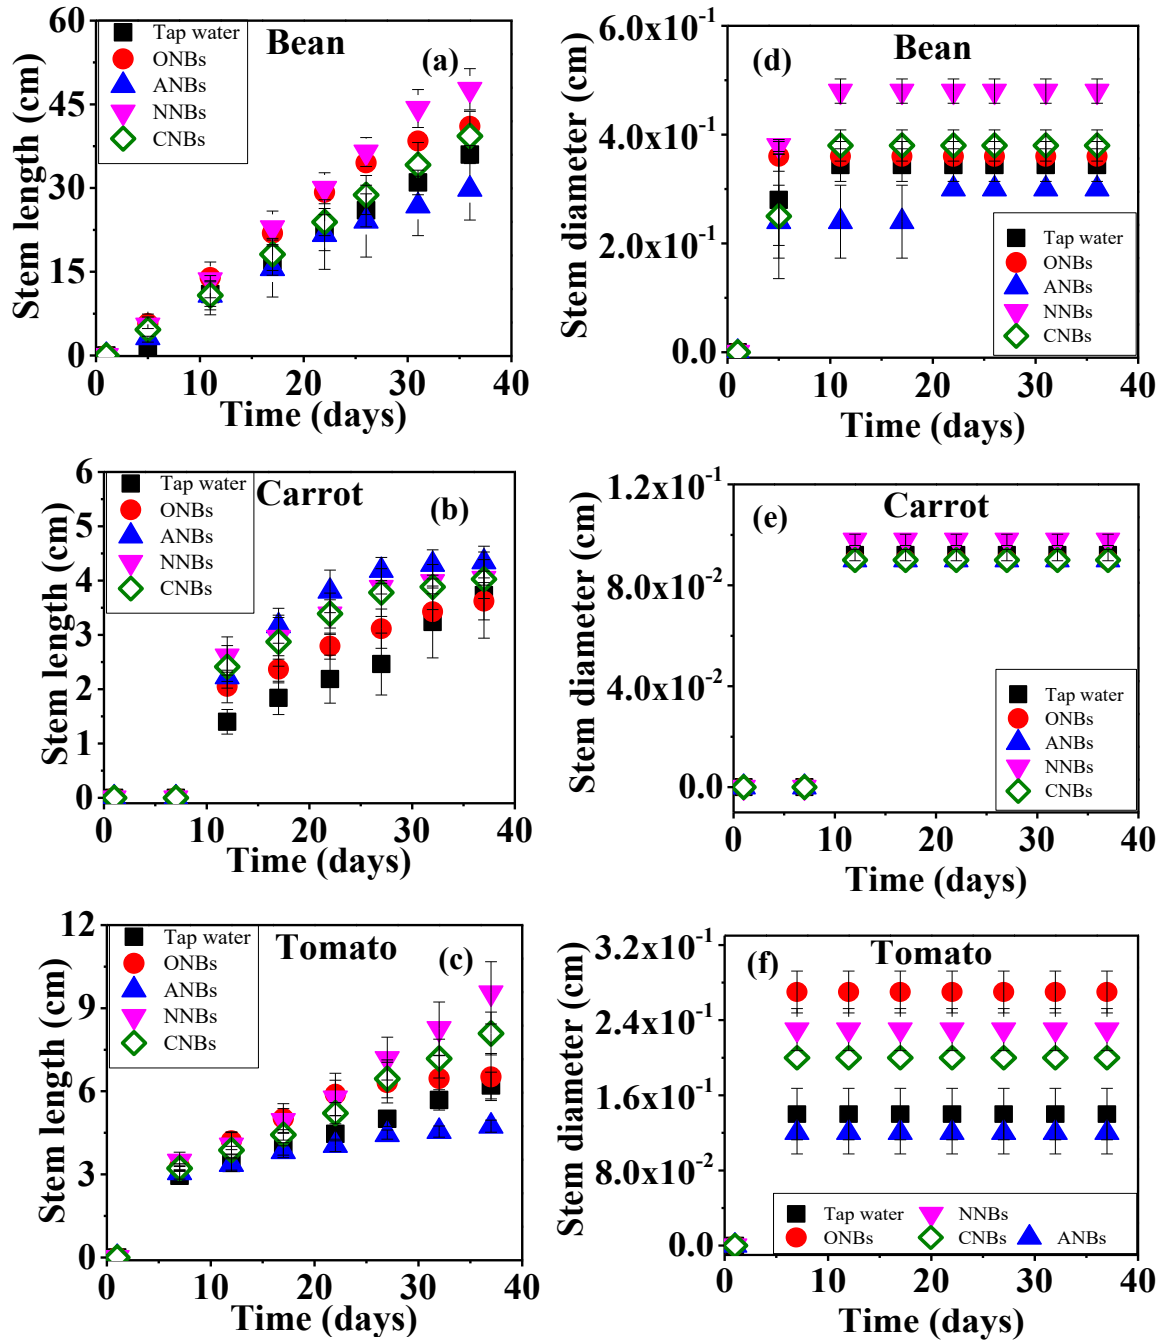 60
45
30
15
0
Stem length (cm)
Tap water
ONBs
ANBs
NNBs
CNBs
Bean
(a)
0 10 20 30 40
Time (days)
6.0x10⁻¹
4.0x10⁻¹
2.0x10⁻¹
0.0
Stem diameter (cm)
(d)
Bean
Tap water
ONBs
ANBs
NNBs
CNBs
0 10 20 30 40
Time (days)
6
5
4
3
2
1
0
Stem length (cm)
Tap water
ONBs
ANBs
NNBs
CNBs
Carrot
(b)
0 10 20 30 40
Time (days)
1.2x10⁻¹
8.0x10⁻²
4.0x10⁻²
0.0
Stem diameter (cm)
(e)
Carrot
Tap water
ONBs
ANBs
NNBs
CNBs
0 10 20 30 40
Time (days)
12
9
6
3
0
Stem length (cm)
Tap water
ONBs
ANBs
NNBs
CNBs
Tomato
(c)
0 10 20 30 40
Time (days)
3.2x10⁻¹
2.4x10⁻¹
1.6x10⁻¹
8.0x10⁻²
0.0
Stem diameter (cm)
(f)
Tomato
Tap water NNBs
ONBs CNBs ANBs
0 10 20 30 40
Time (days)